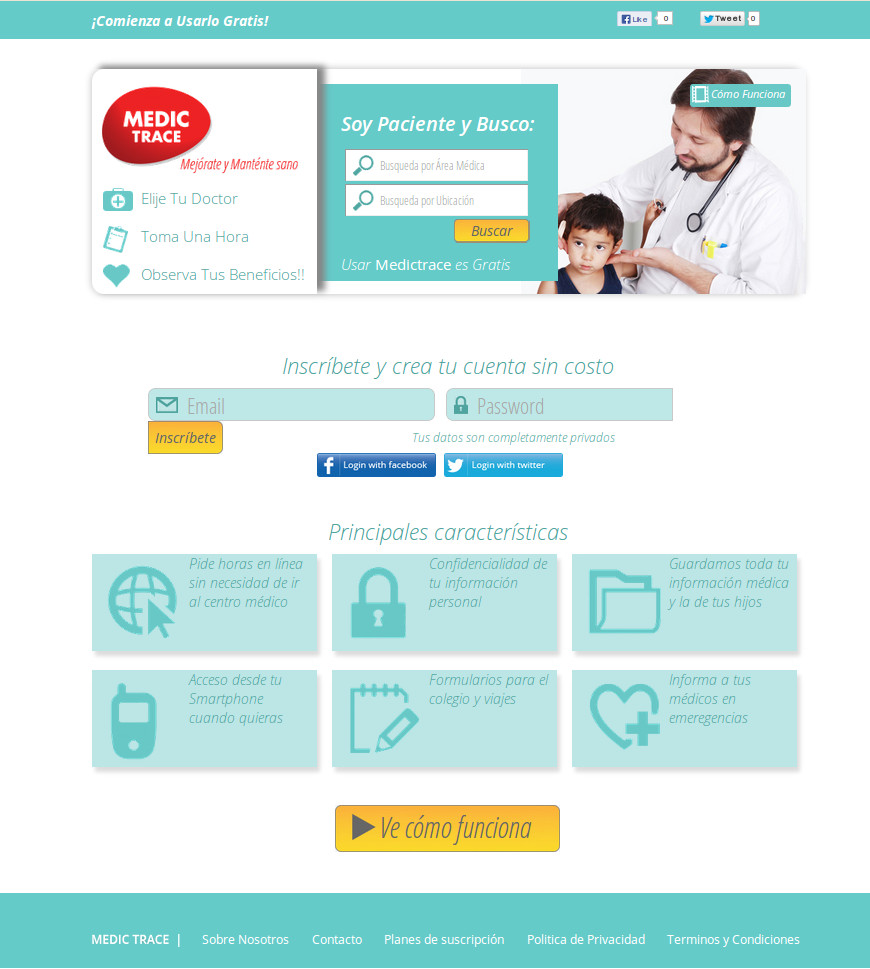 ¡Comienza a Usarlo Gratis!
Like 0
Tweet 0
MEDIC
TRACE
Mejórate y Manténte sano
Elije Tu Doctor
Toma Una Hora
Observa Tus Beneficios!!
Soy Paciente y Busco:
Busqueda por Área Médica
Busqueda por Ubicación
Buscar
Usar Medictrace es Gratis
Cómo Funciona
Inscríbete y crea tu cuenta sin costo
Email
Password
Inscríbete
Tus datos son completamente privados
Login with facebook
Login with twitter
Principales características
Pide horas en línea
sin necesidad de ir
al centro médico
Confidencialidad de
tu información
personal
Guardamos toda tu
información médica
y la de tus hijos
Acceso desde tu
Smartphone
cuando quieras
Formularios para el
colegio y viajes
Informa a tus
médicos en
emeregencias
Ve cómo funciona
MEDIC TRACE | Sobre Nosotros Contacto Planes de suscripción Politica de Privacidad Terminos y Condiciones